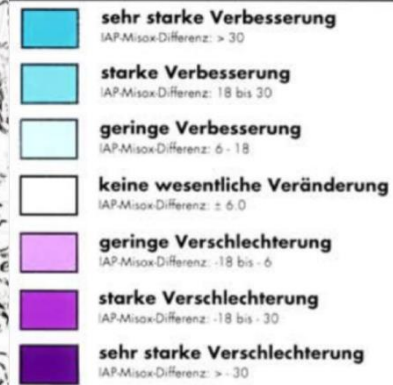 sehr starke Verbesserung
IAP-Misox-Differenz: > 30
starke Verbesserung
IAP-Misox-Differenz: 18 bis 30
geringe Verbesserung
IAP-Misox-Differenz: 6 - 18
keine wesentliche Veränderung
IAP-Misox-Differenz: ± 6.0
geringe Verschlechterung
IAP-Misox-Differenz: -18 bis - 6
starke Verschlechterung
IAP-Misox-Differenz: -18 bis - 30
sehr starke Verschlechterung
IAP-Misox-Differenz: > - 30